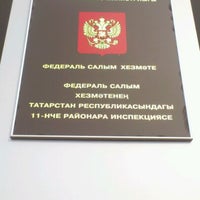 ФЕДЕРАЛЬ САЛЫМ ХЕЗМӘТЕ
ФЕДЕРАЛЬ САЛЫМ
ХЕЗМӘТЕНЕҢ
ТАТАРСТАН РЕСПУБЛИКАСЫНДАГЫ
11-НЧЕ РАЙОНАРА ИНСПЕКЦИЯСЕ